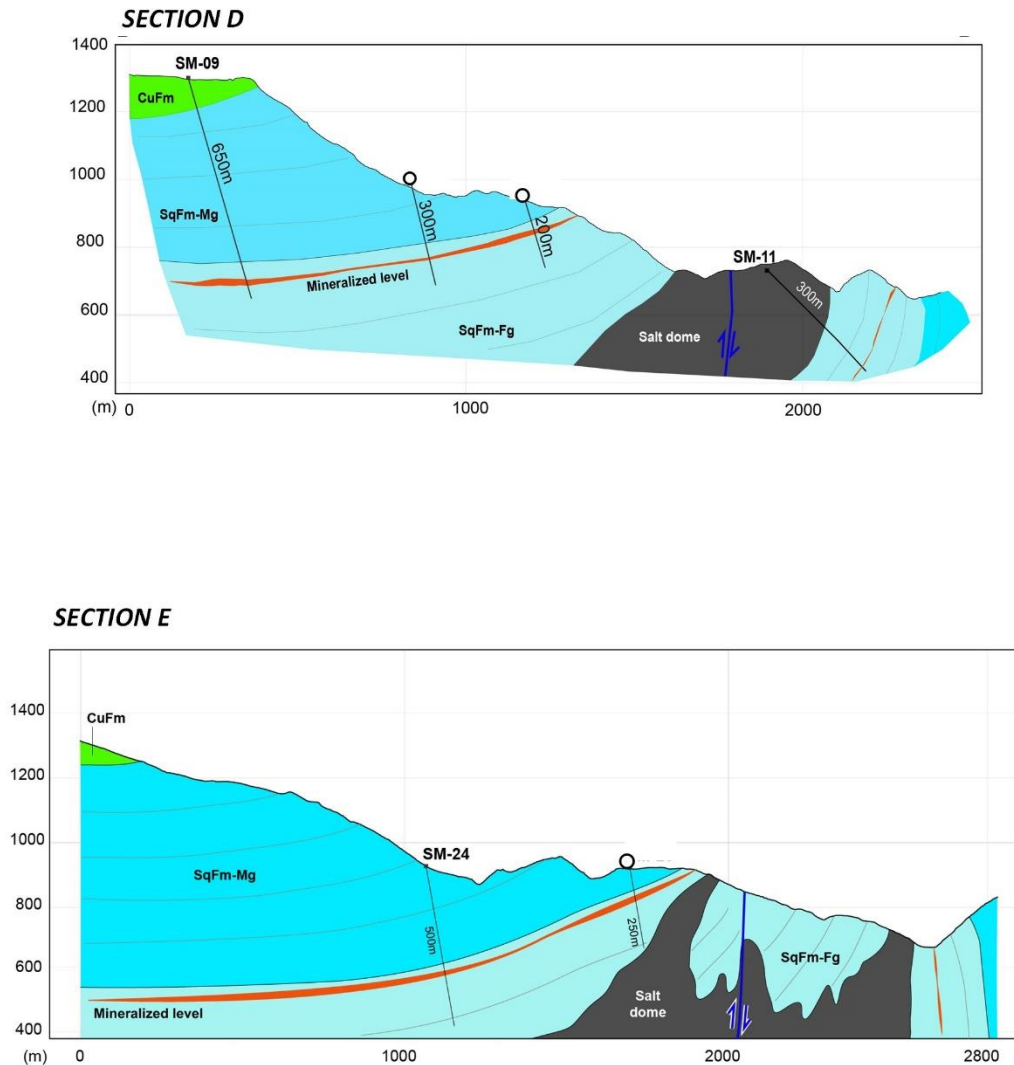 SECTION D
1400
SM-09
CuFm
1200
650m
1000
SqFm-Mg
300m
200m
800
SM-11
Mineralized level
300m
600
SqFm-Fg
Salt dome
400
(m) 0 1000 2000
SECTION E
1400
CuFm
1200
1000
SM-24
SqFm-Mg
800
500m
250m
SqFm-Fg
600
Mineralized level
Salt
dome
400
(m) 0 1000 2000 2800